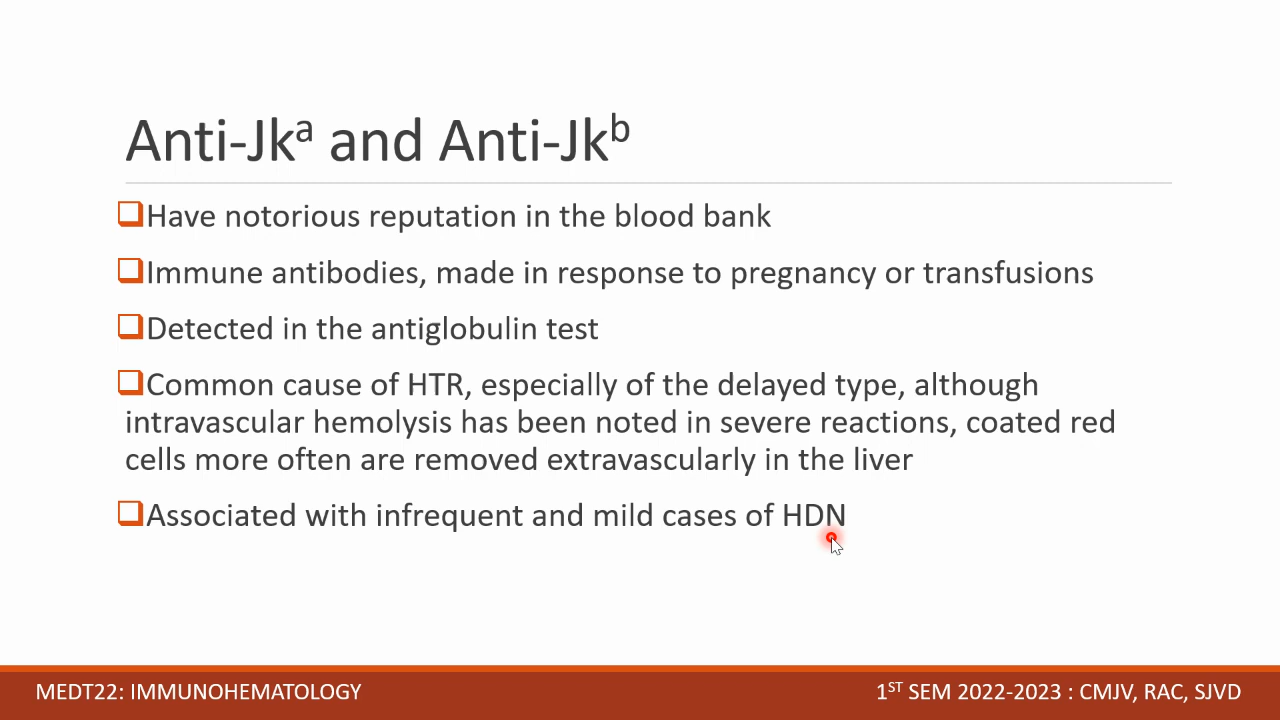 Anti-Jkᵃ and Anti-Jkᵇ
Have notorious reputation in the blood bank
Immune antibodies, made in response to pregnancy or transfusions
Detected in the antiglobulin test
Common cause of HTR, especially of the delayed type, although
intravascular hemolysis has been noted in severe reactions, coated red
cells more often are removed extravascularly in the liver
Associated with infrequent and mild cases of HDN
MEDT22: IMMUNOHEMATOLOGY
1ˢᵀ SEM 2022-2023 : CMJV, RAC, SJVD